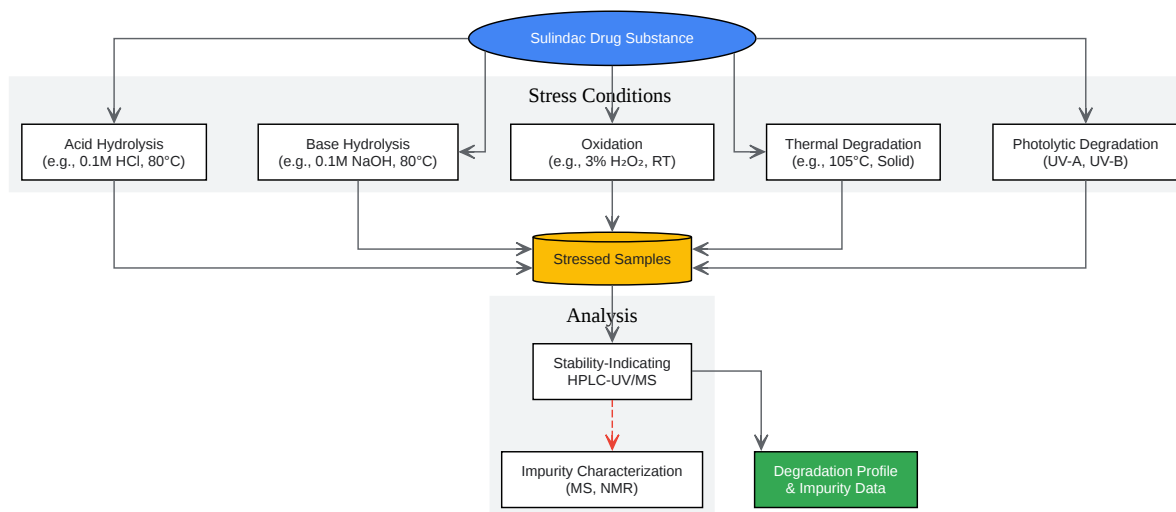 Sulindac Drug Substance
Stress Conditions
Acid Hydrolysis
(e.g., 0.1M HCl, 80°C)
Base Hydrolysis
(e.g., 0.1M NaOH, 80°C)
Oxidation
(e.g., 3% H₂O₂, RT)
Thermal Degradation
(e.g., 105°C, Solid)
Photolytic Degradation
(UV-A, UV-B)
Stressed Samples
Analysis
Stability-Indicating
HPLC-UV/MS
Impurity Characterization
(MS, NMR)
Degradation Profile
& Impurity Data